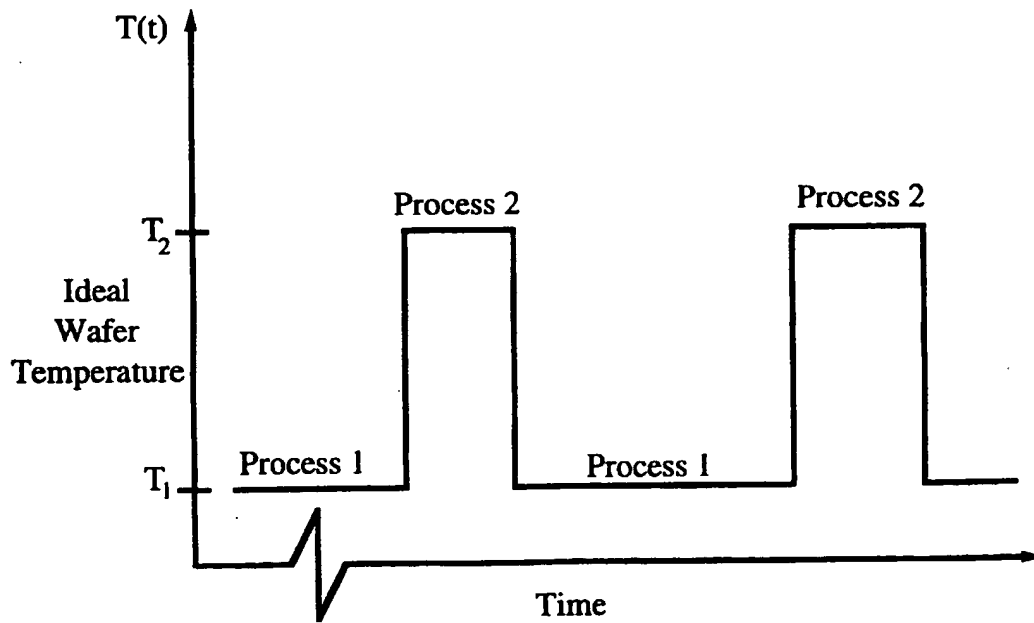 T(t)
Process 2
Process 2
T₂
Ideal
Wafer
Temperature
Process 1
Process 1
T₁
Time